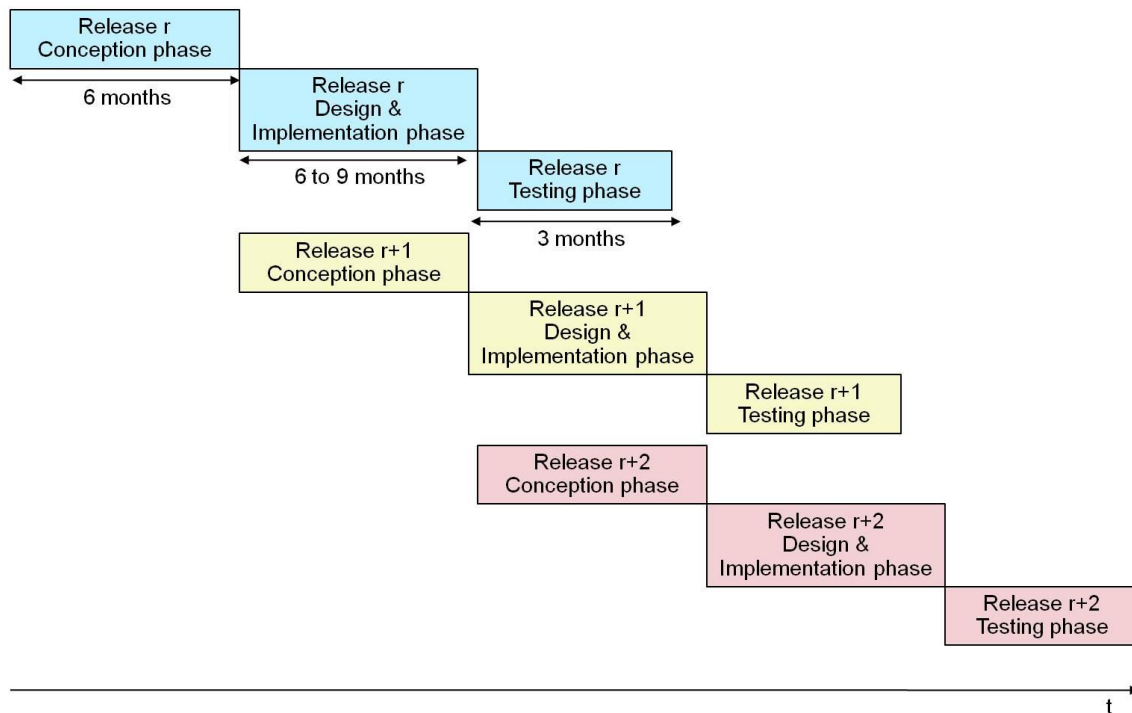 Release r
Conception phase
6 months
Release r
Design &
Implementation phase
6 to 9 months
Release r
Testing phase
3 months
Release r+1
Conception phase
Release r+1
Design &
Implementation phase
Release r+1
Testing phase
Release r+2
Conception phase
Release r+2
Design &
Implementation phase
Release r+2
Testing phase
t